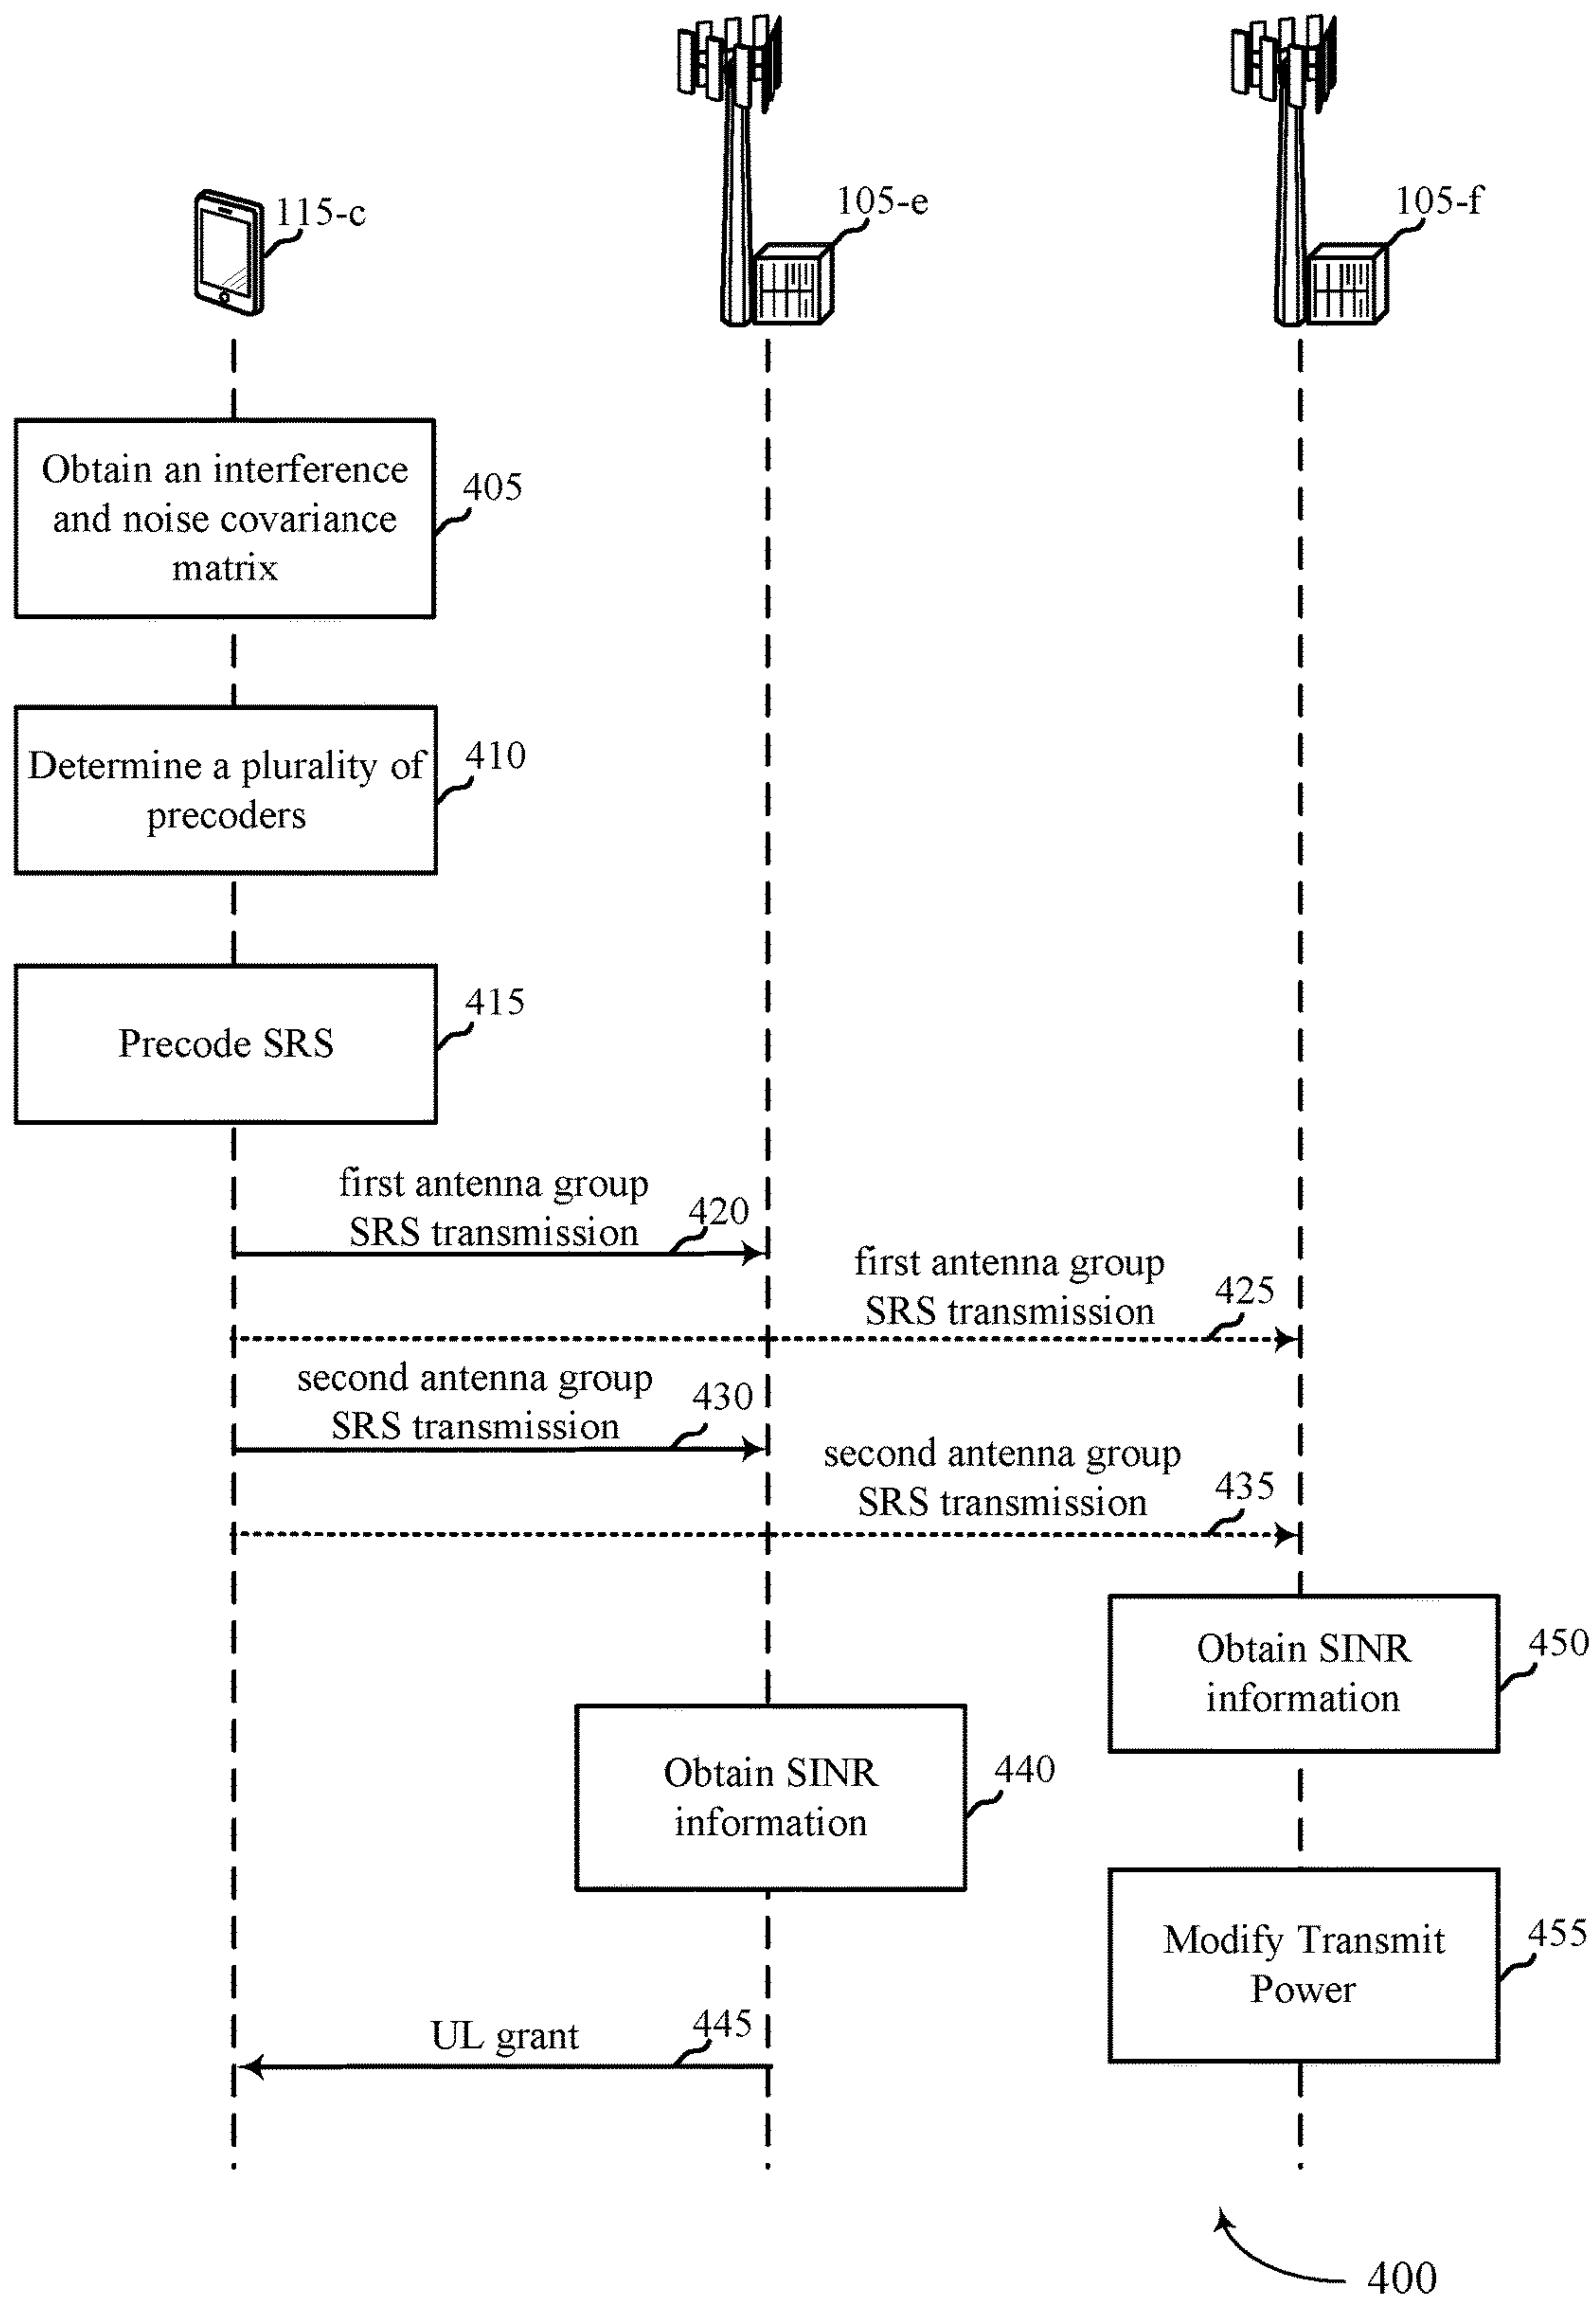 115-c
105-e
105-f
Obtain an interference
and noise covariance
matrix
405
Determine a plurality of
precoders
410
Precode SRS
415
first antenna group
SRS transmission
420
first antenna group
SRS transmission
425
second antenna group
SRS transmission
430
second antenna group
SRS transmission
435
Obtain SINR
information
450
Obtain SINR
information
440
Modify Transmit
Power
455
UL grant
445
400